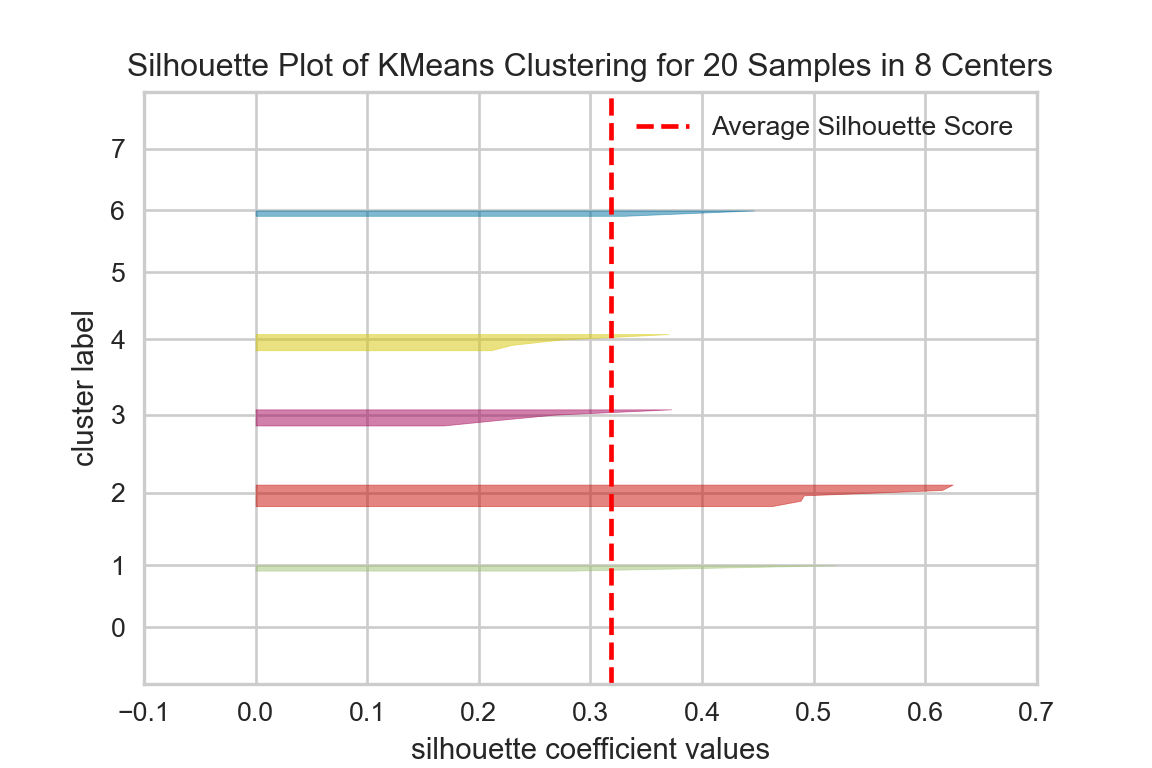 Silhouette Plot of KMeans Clustering for 20 Samples in 8 Centers
Average Silhouette Score
7
6
5
4
3
2
1
0
cluster label
−0.1 0.0 0.1 0.2 0.3 0.4 0.5 0.6 0.7
silhouette coefficient values